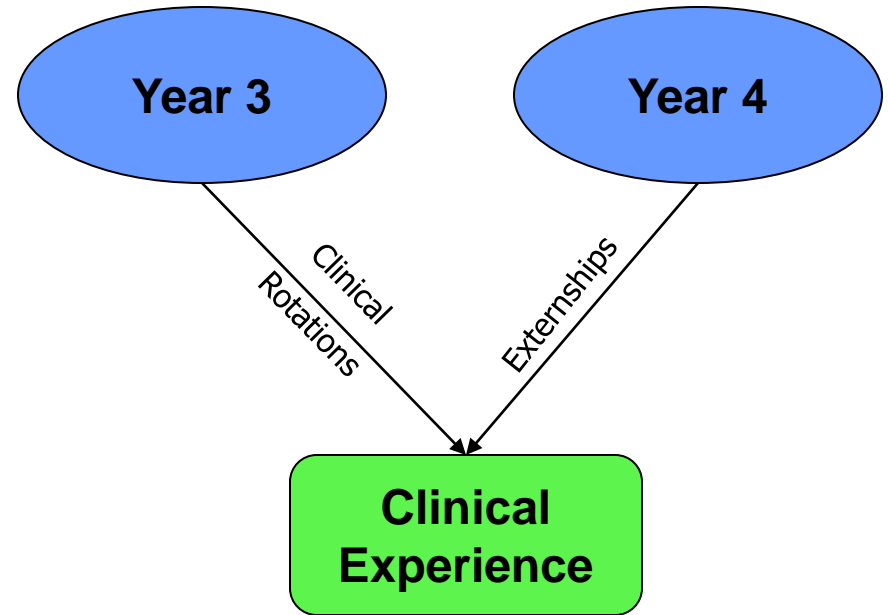 Year 3
Year 4
Clinical
Rotations
Externships
Clinical
Experience